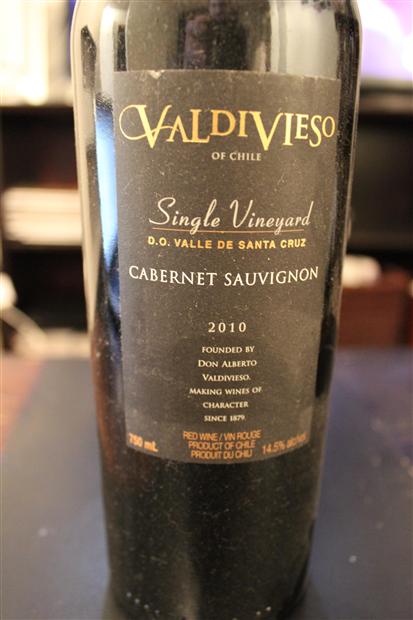 VALDIVIESO
OF CHILE
Single Vineyard
D.O. VALLE DE SANTA CRUZ
CABERNET SAUVIGNON
2010
FOUNDED BY
DON ALBERTO
VALDIVIESO.
MAKING WINES OF
CHARACTER
SINCE 1879.
RED WINE / VIN ROUGE
750 mL PRODUCT OF CHILE 14.5% alc/vol
PRODUIT DU CHILI